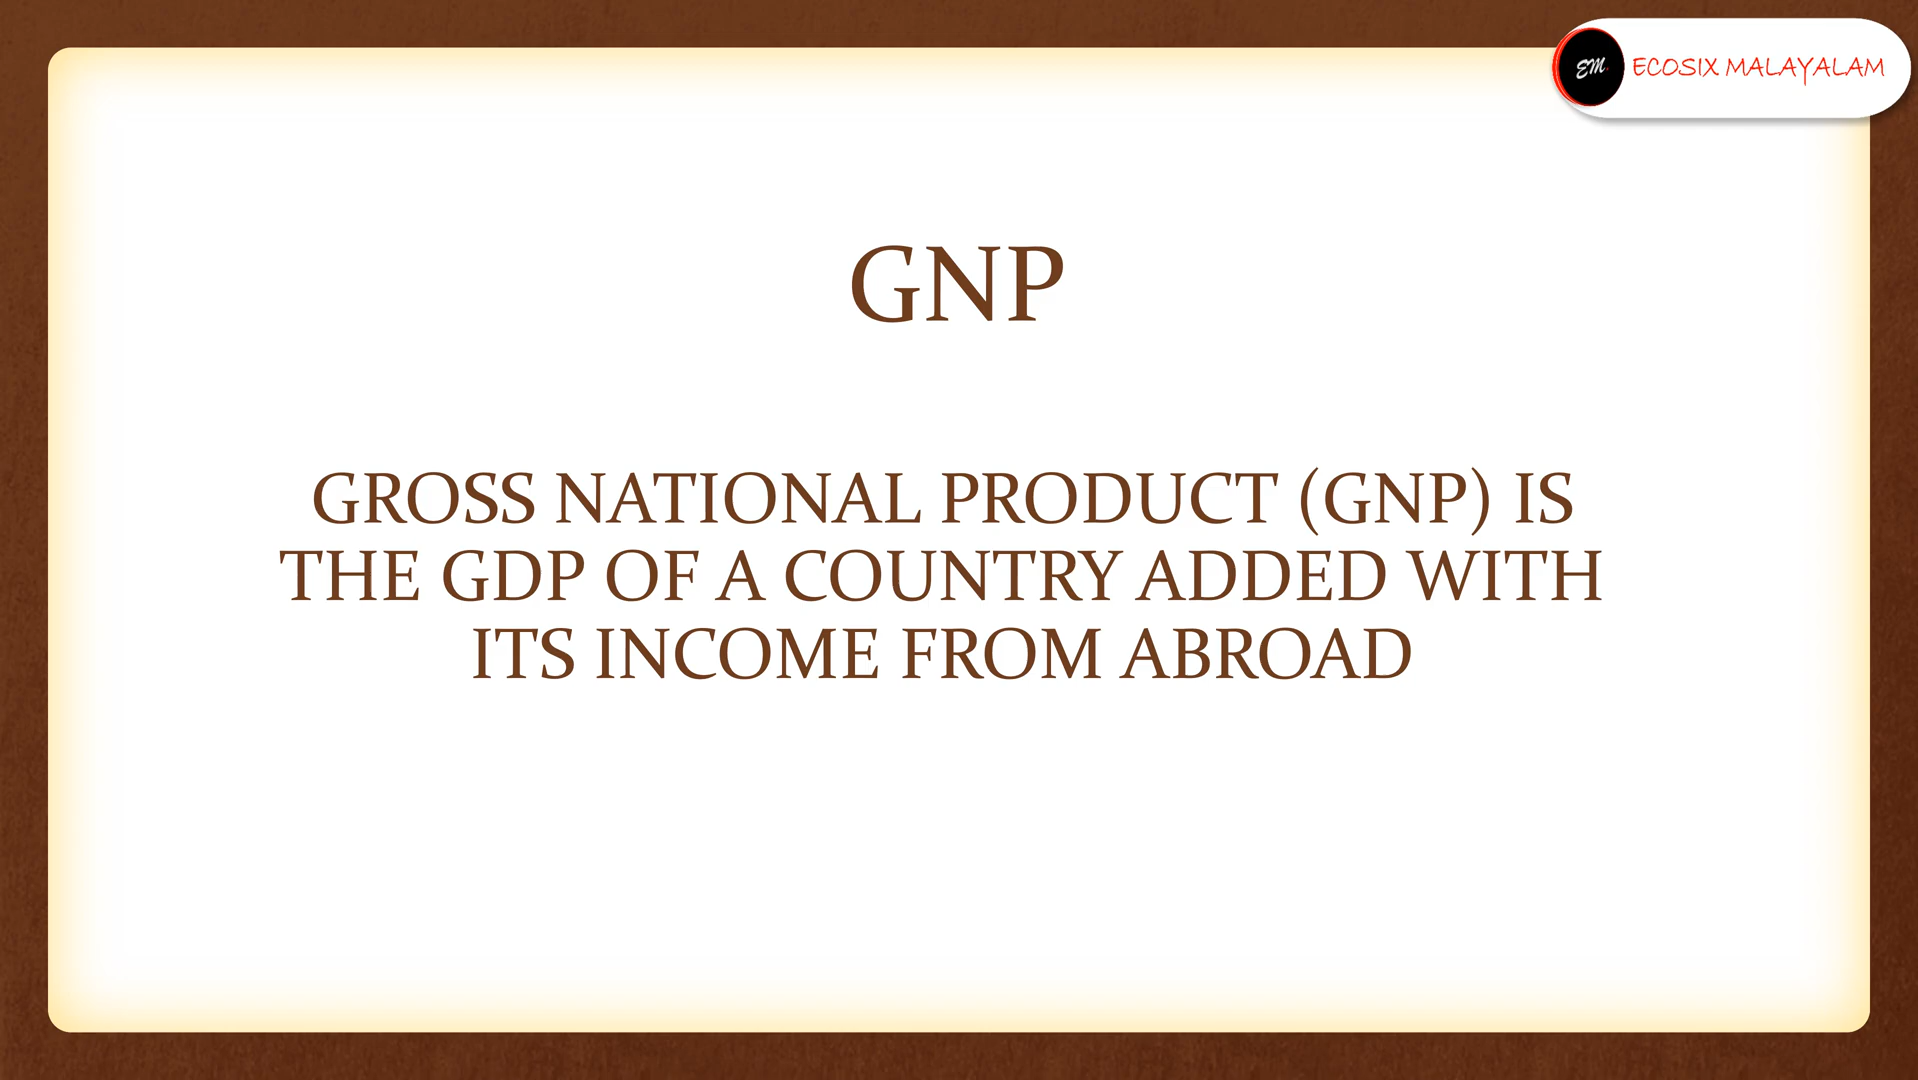 EM ECOSIX MALAYALAM
GNP
GROSS NATIONAL PRODUCT (GNP) IS
THE GDP OF A COUNTRY ADDED WITH
ITS INCOME FROM ABROAD